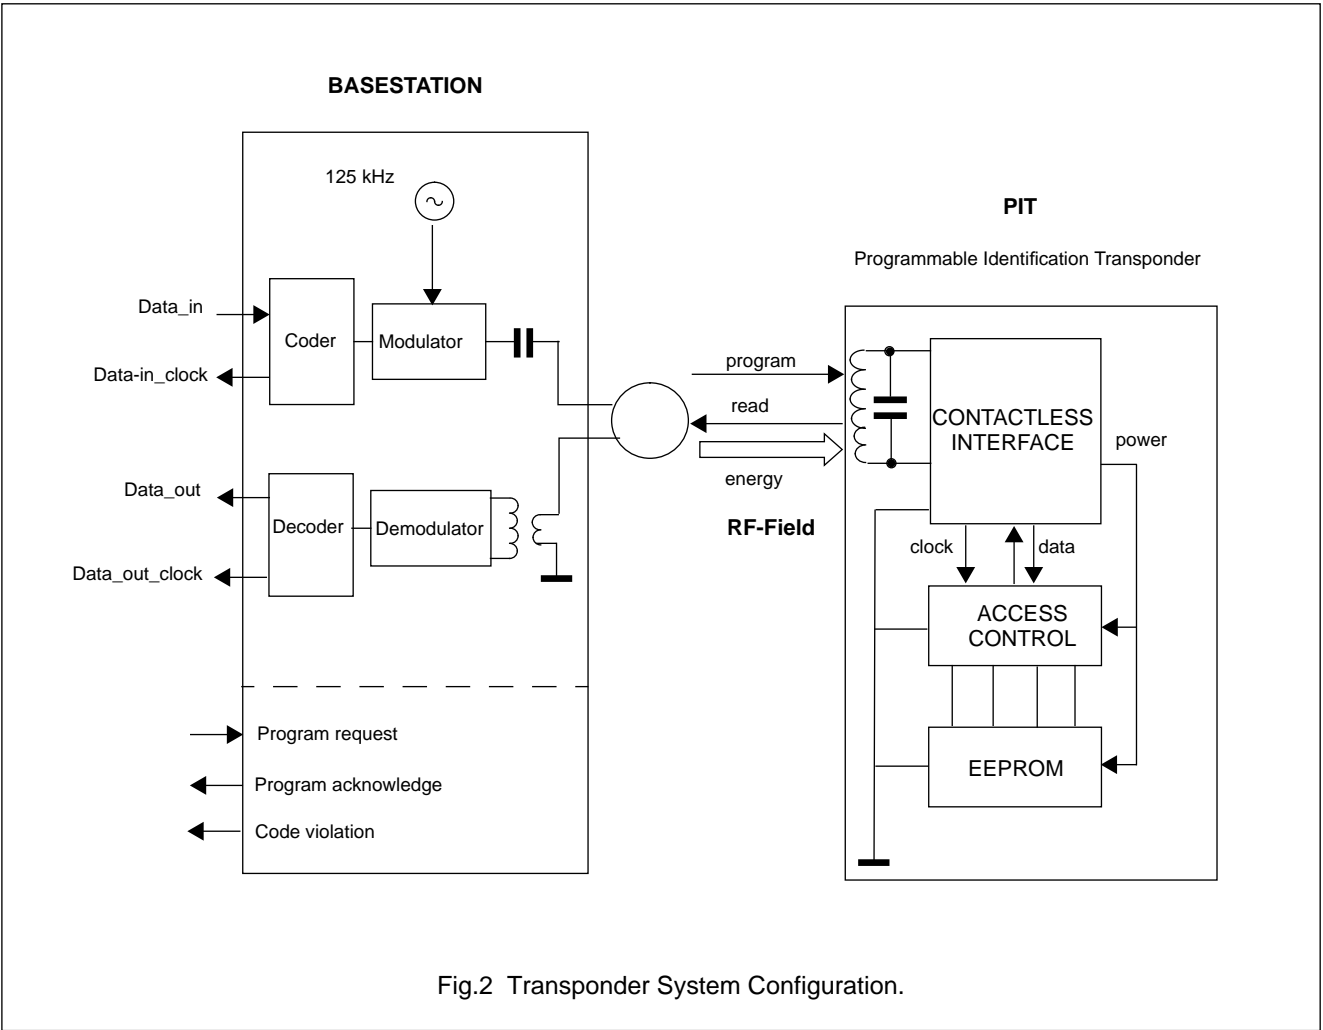 BASESTATION
125 kHz
Data_in
Coder
Modulator
Data-in_clock
Data_out
Decoder
Demodulator
Data_out_clock
Program request
Program acknowledge
Code violation
program
read
energy
RF-Field
PIT
Programmable Identification Transponder
CONTACTLESS
INTERFACE
power
clock
data
ACCESS
CONTROL
EEPROM
Fig.2 Transponder System Configuration.